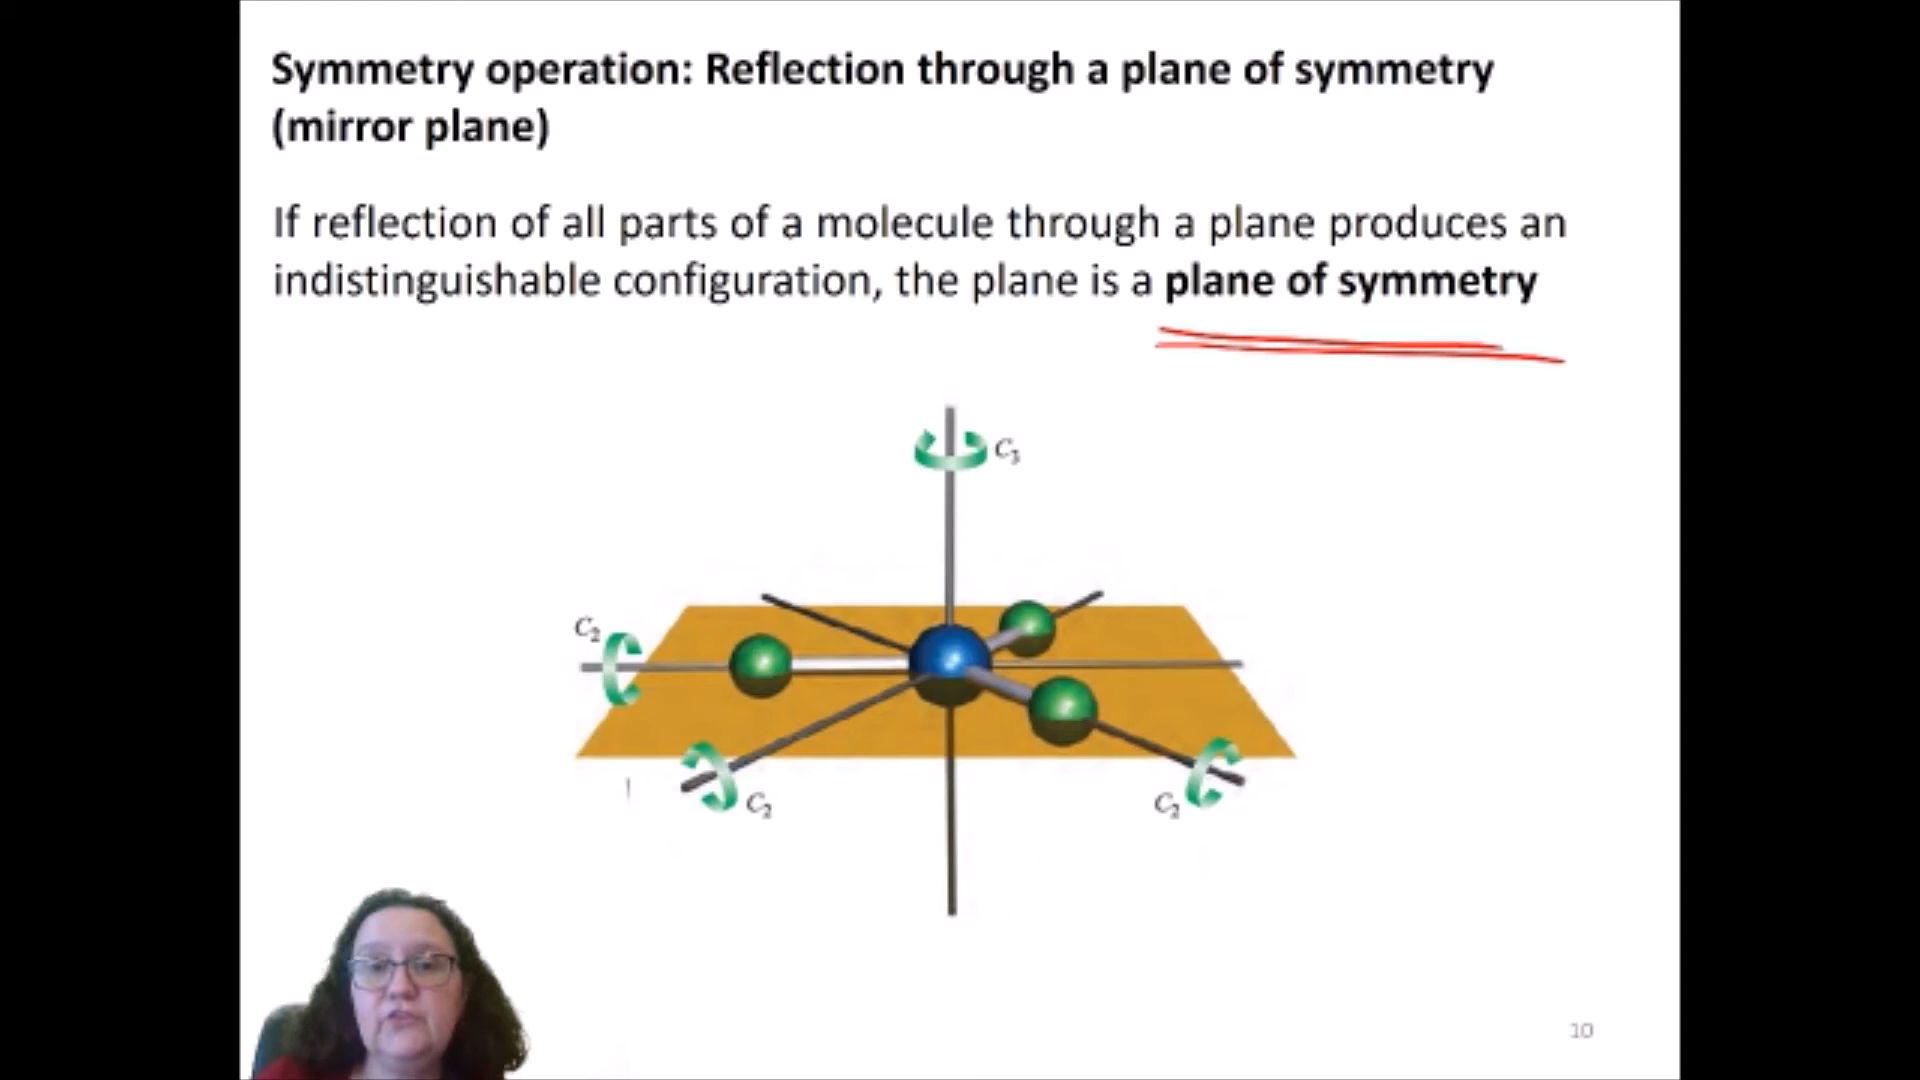 Symmetry operation: Reflection through a plane of symmetry
(mirror plane)
If reflection of all parts of a molecule through a plane produces an
indistinguishable configuration, the plane is a plane of symmetry
C₃
C₂
C₂
C₂
10